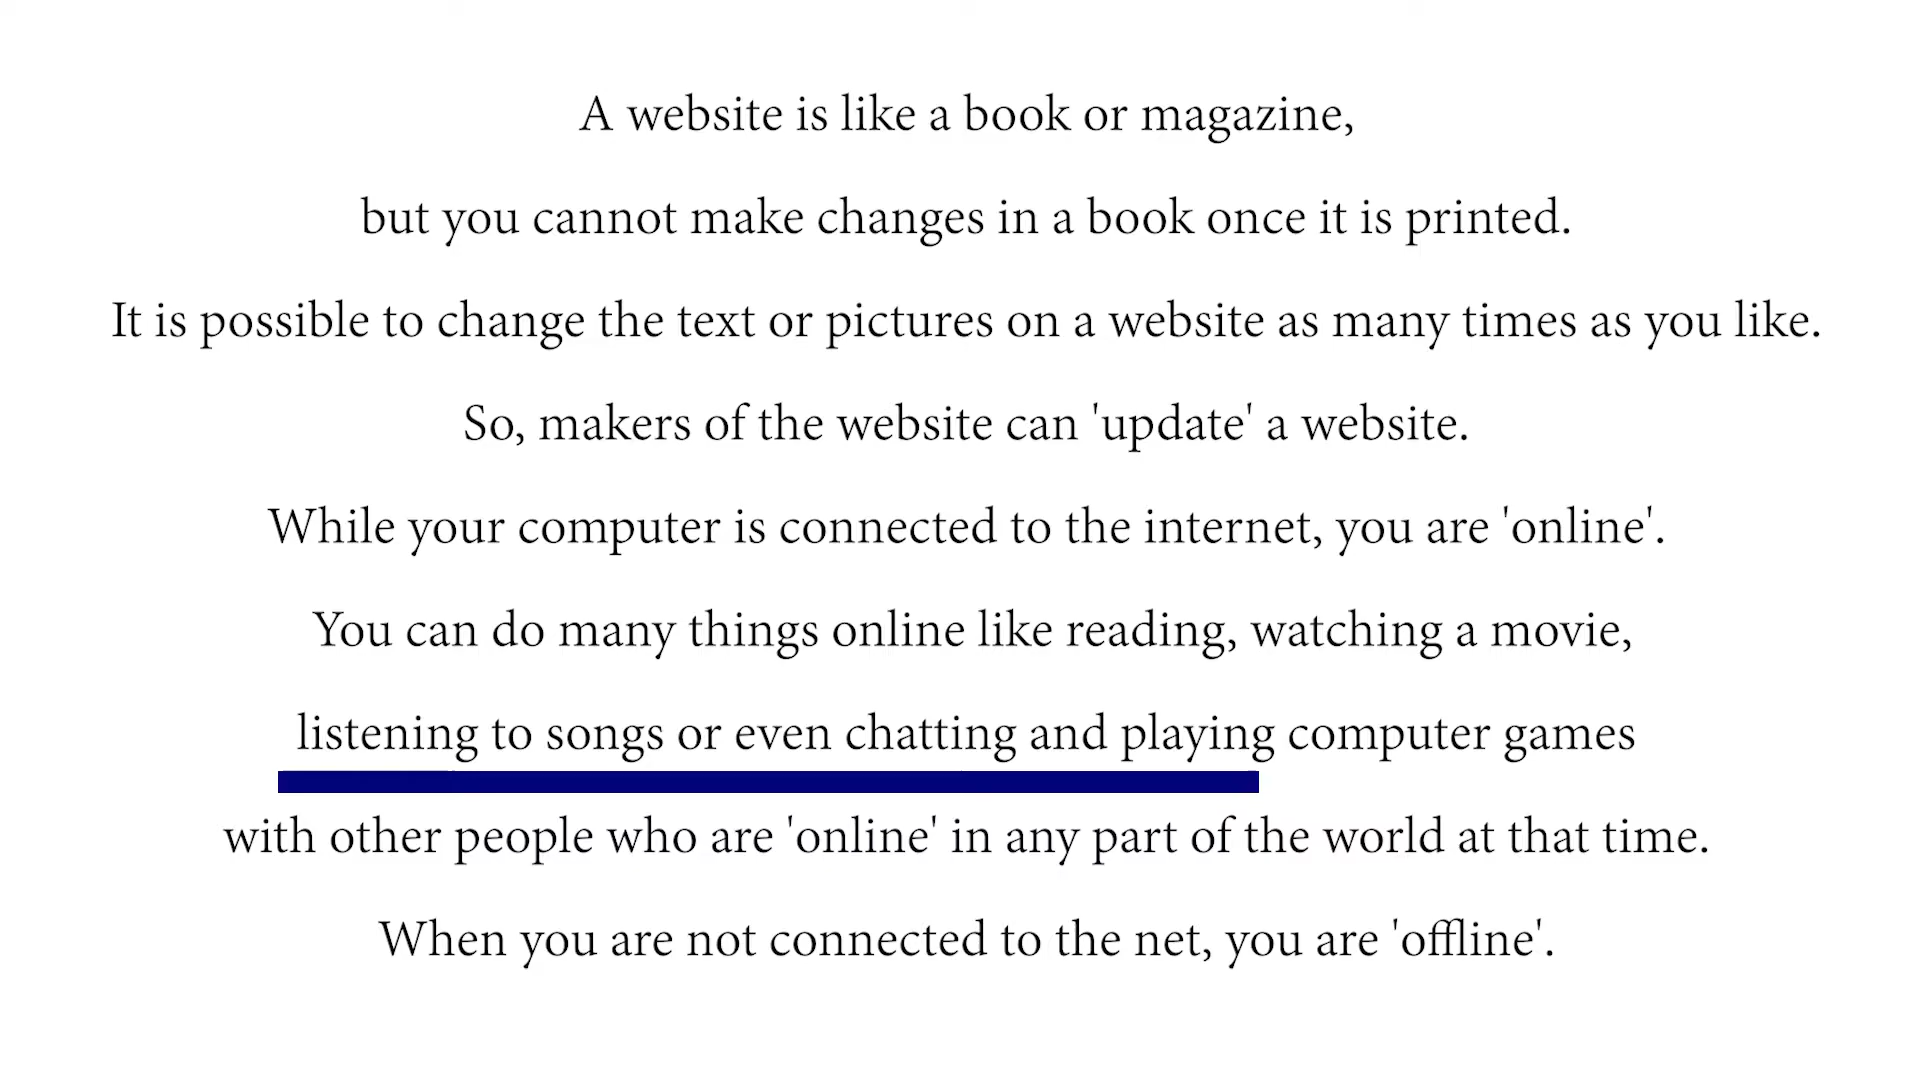 A website is like a book or magazine,
but you cannot make changes in a book once it is printed.
It is possible to change the text or pictures on a website as many times as you like.
So, makers of the website can 'update' a website.
While your computer is connected to the internet, you are 'online'.
You can do many things online like reading, watching a movie,
listening to songs or even chatting and playing computer games
with other people who are 'online' in any part of the world at that time.
When you are not connected to the net, you are 'offline'.